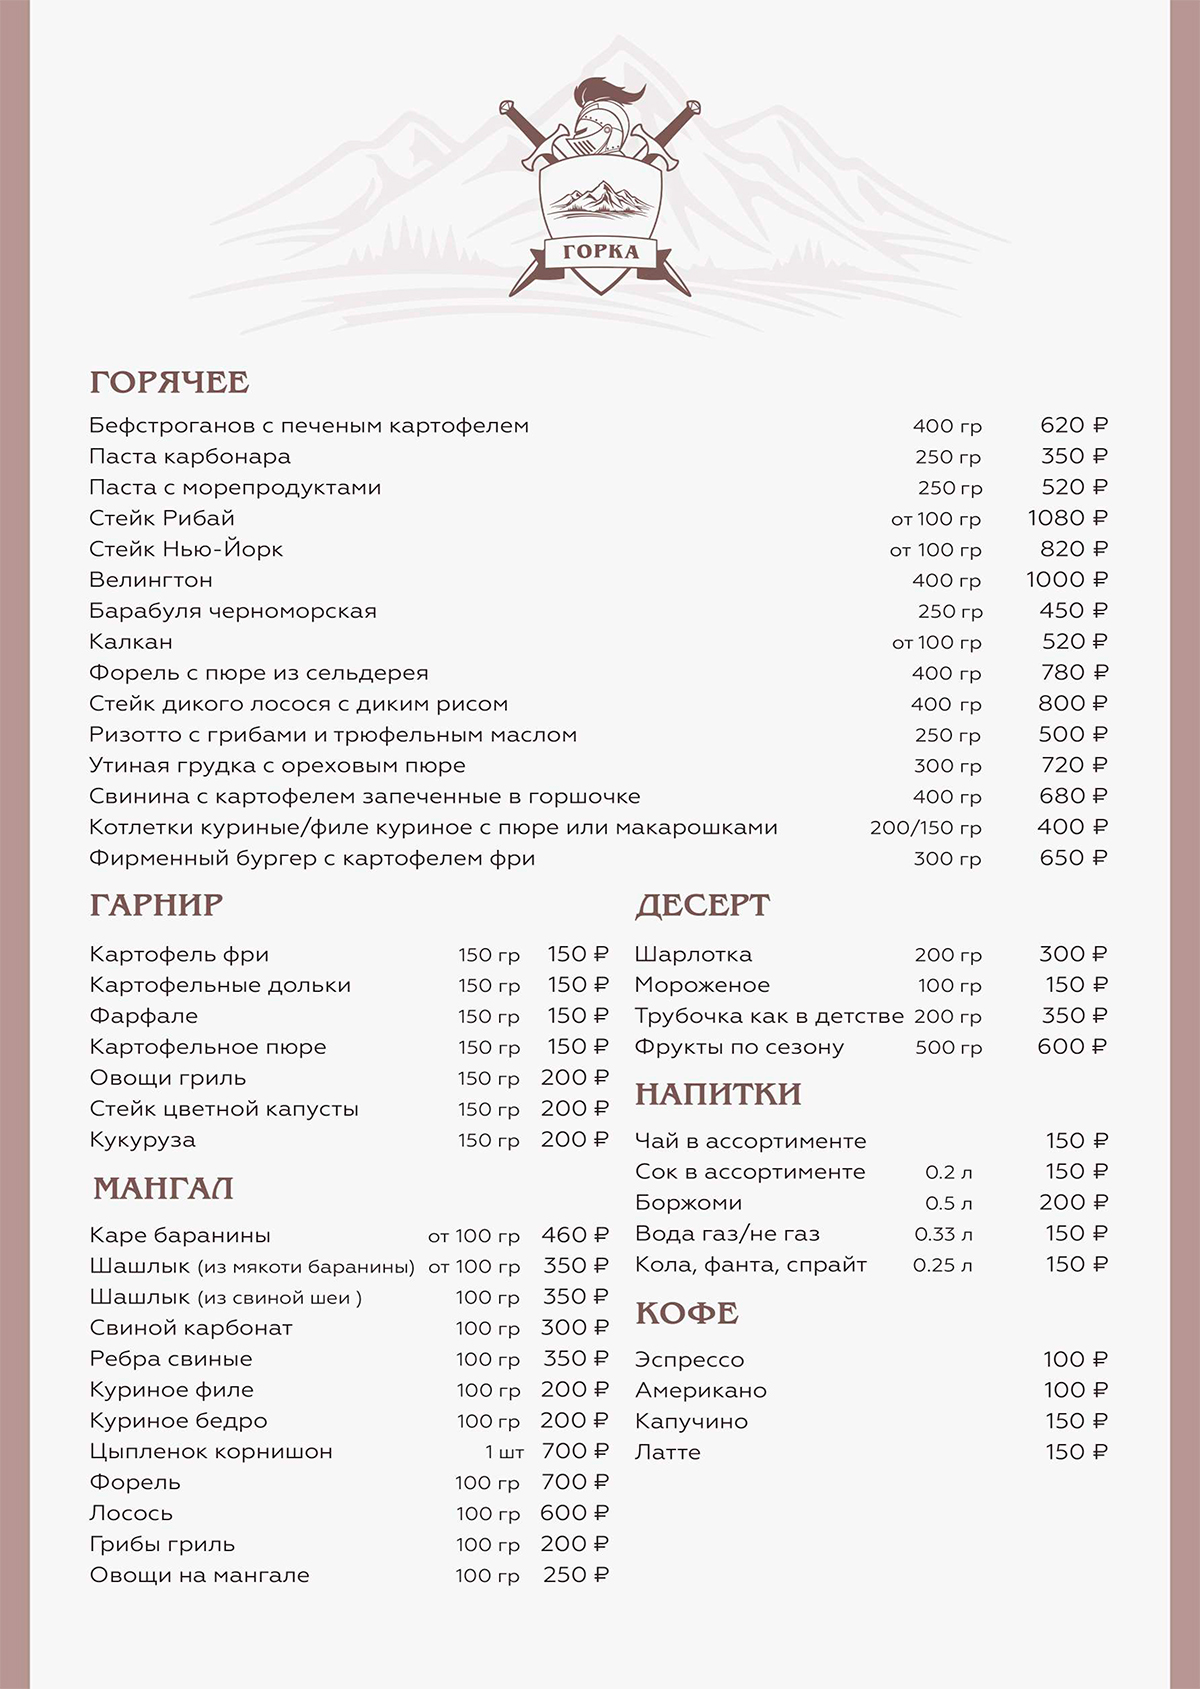 ГОРКА
ГОРЯЧЕЕ
Бефстроганов с печеным картофелем 400 гр 620 ₽
Паста карбонара 250 гр 350 ₽
Паста с морепродуктами 250 гр 520 ₽
Стейк Рибай от 100 гр 1080 ₽
Стейк Нью-Йорк от 100 гр 820 ₽
Велингтон 400 гр 1000 ₽
Барабуля черноморская 250 гр 450 ₽
Калкан от 100 гр 520 ₽
Форель с пюре из сельдерея 400 гр 780 ₽
Стейк дикого лосося с диким рисом 400 гр 800 ₽
Ризотто с грибами и трюфельным маслом 250 гр 500 ₽
Утиная грудка с ореховым пюре 300 гр 720 ₽
Свинина с картофелем запеченные в горшочке 400 гр 680 ₽
Котлетки куриные/филе куриное с пюре или макарошками 200/150 гр 400 ₽
Фирменный бургер с картофелем фри 300 гр 650 ₽
ГАРНИР
Картофель фри 150 гр 150 ₽
Картофельные дольки 150 гр 150 ₽
Фарфале 150 гр 150 ₽
Картофельное пюре 150 гр 150 ₽
Овощи гриль 150 гр 200 ₽
Стейк цветной капусты 150 гр 200 ₽
Кукуруза 150 гр 200 ₽
МАНГАЛ
Каре баранины от 100 гр 460 ₽
Шашлык (из мякоти баранины) от 100 гр 350 ₽
Шашлык (из свиной шеи ) 100 гр 350 ₽
Свиной карбонат 100 гр 300 ₽
Ребра свиные 100 гр 350 ₽
Куриное филе 100 гр 200 ₽
Куриное бедро 100 гр 200 ₽
Цыпленок корнишон 1 шт 700 ₽
Форель 100 гр 700 ₽
Лосось 100 гр 600 ₽
Грибы гриль 100 гр 200 ₽
Овощи на мангале 100 гр 250 ₽
ДЕСЕРТ
Шарлотка 200 гр 300 ₽
Мороженое 100 гр 150 ₽
Трубочка как в детстве 200 гр 350 ₽
Фрукты по сезону 500 гр 600 ₽
НАПИТКИ
Чай в ассортименте 150 ₽
Сок в ассортименте 0.2 л 150 ₽
Боржоми 0.5 л 200 ₽
Вода газ/не газ 0.33 л 150 ₽
Кола, фанта, спрайт 0.25 л 150 ₽
КОФЕ
Эспрессо 100 ₽
Американо 100 ₽
Капучино 150 ₽
Латте 150 ₽